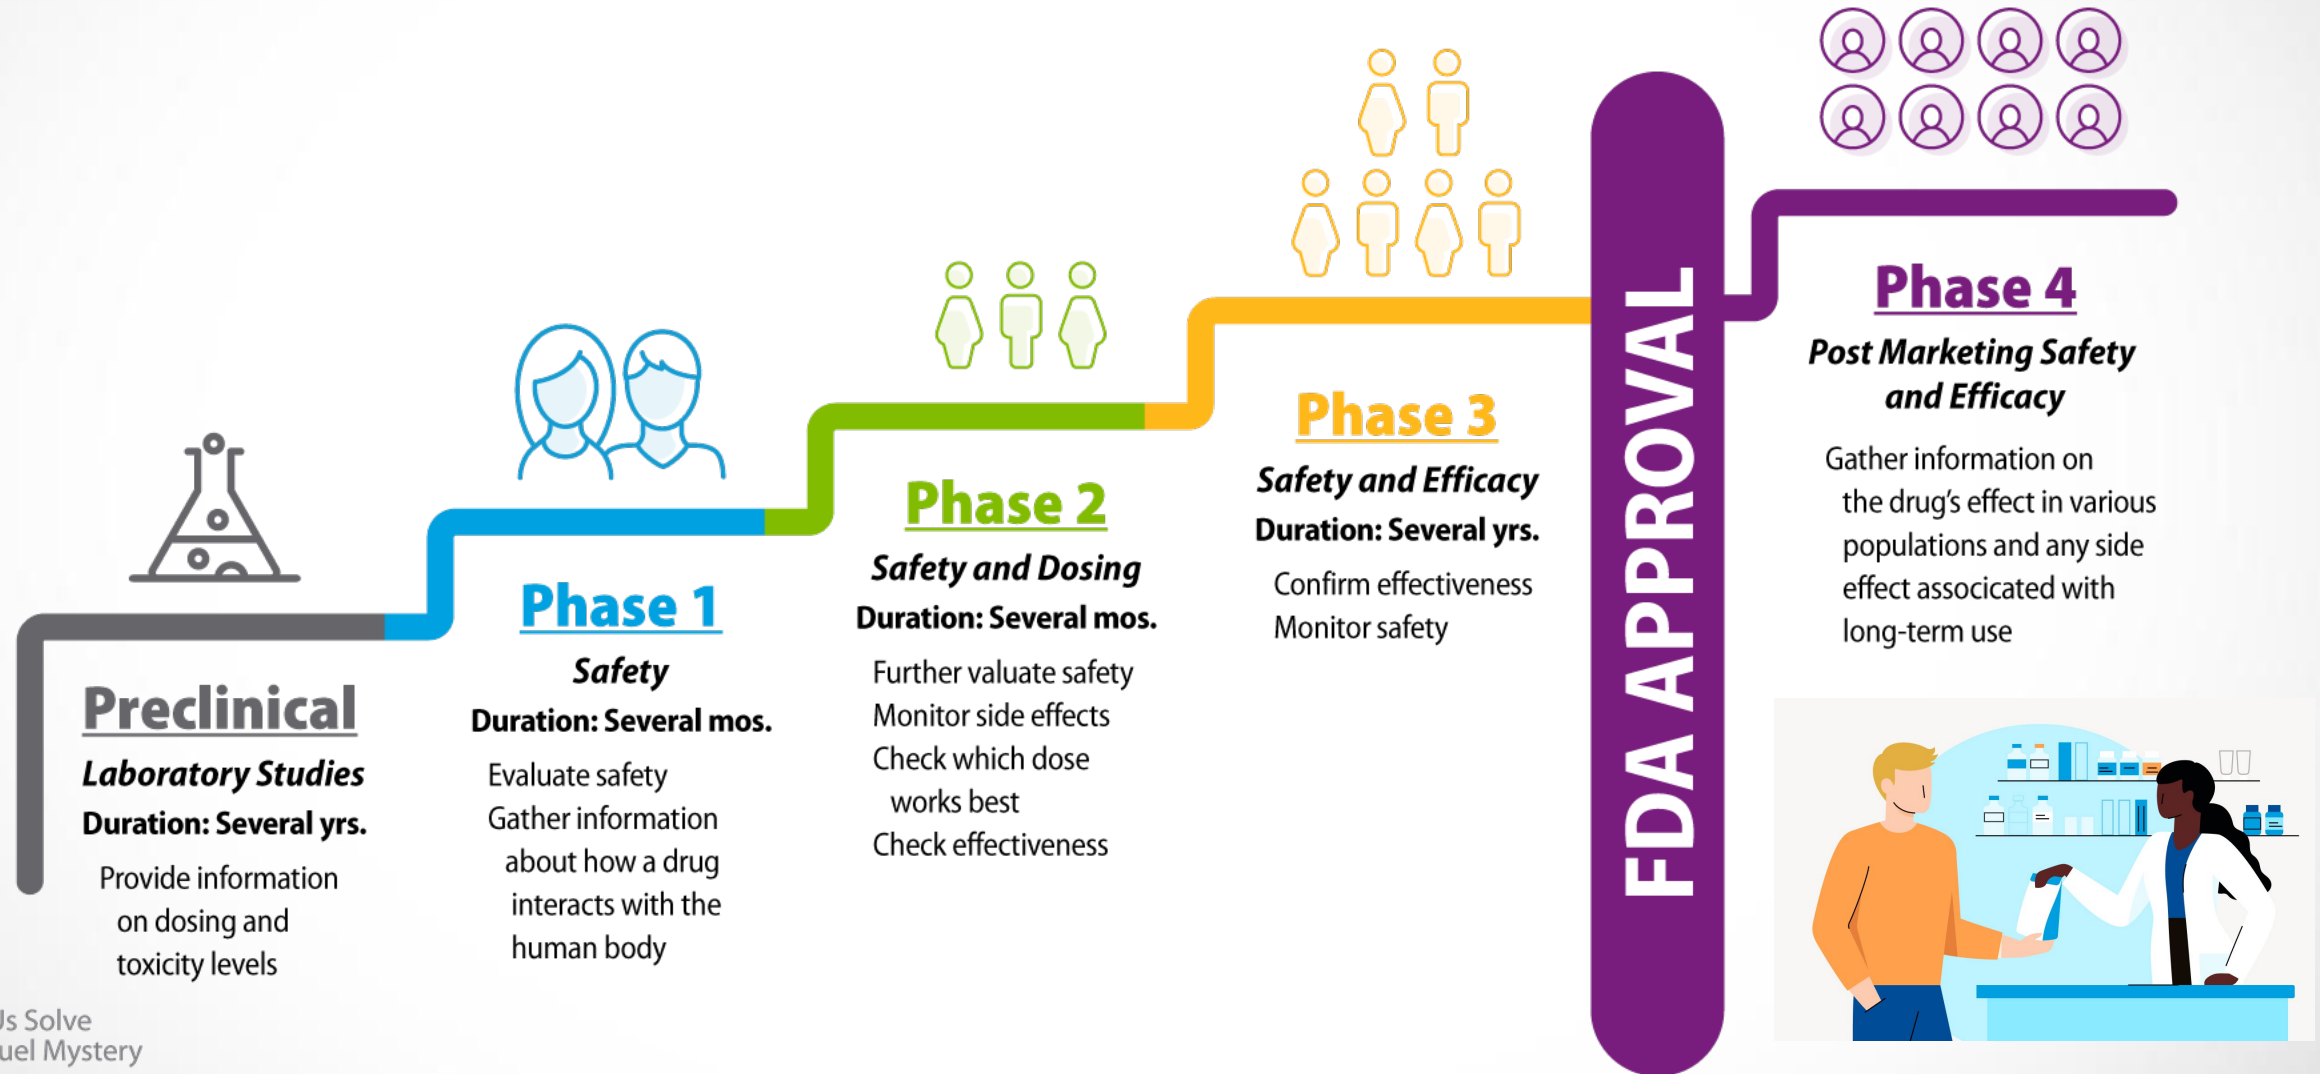 Preclinical
Laboratory Studies
Duration: Several yrs.
Provide information
on dosing and
toxicity levels
Phase 1
Safety
Duration: Several mos.
Evaluate safety
Gather information
about how a drug
interacts with the
human body
Phase 2
Safety and Dosing
Duration: Several mos.
Further valuate safety
Monitor side effects
Check which dose
works best
Check effectiveness
Phase 3
Safety and Efficacy
Duration: Several yrs.
Confirm effectiveness
Monitor safety
FDA APPROVAL
Phase 4
Post Marketing Safety
and Efficacy
Gather information on
the drug's effect in various
populations and any side
effect associcated with
long-term use
Solve
Mystery